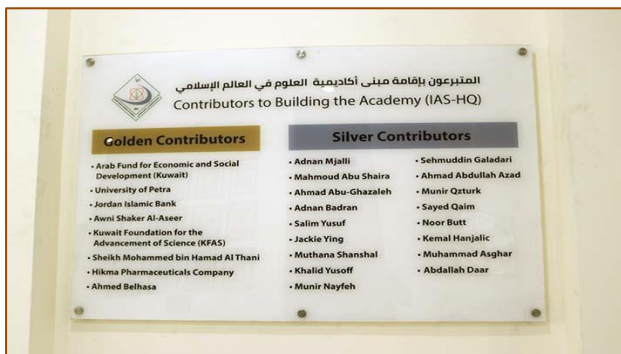 المتبرعون بإقامة مبنى أكاديمية العلوم في العالم الإسلامي
Contributors to Building the Academy (IAS-HQ)
Golden Contributors
• Arab Fund for Economic and Social
Development (Kuwait)
• University of Petra
• Jordan Islamic Bank
• Awni Shaker Al-Aseer
• Kuwait Foundation for the
Advancement of Science (KFAS)
• Sheikh Mohammed bin Hamad Al Thani
• Hikma Pharmaceuticals Company
• Ahmed Belhasa
Silver Contributors
• Adnan Mjalli
• Mahmoud Abu Shaira
• Ahmad Abu-Ghazaleh
• Adnan Badran
• Salim Yusuf
• Jackie Ying
• Muthana Shanshal
• Khalid Yusoff
• Munir Nayfeh
• Sehmuddin Galadari
• Ahmad Abdullah Azad
• Munir Qzturk
• Sayed Qaim
• Noor Butt
• Kemal Hanjalic
• Muhammad Asghar
• Abdallah Daar